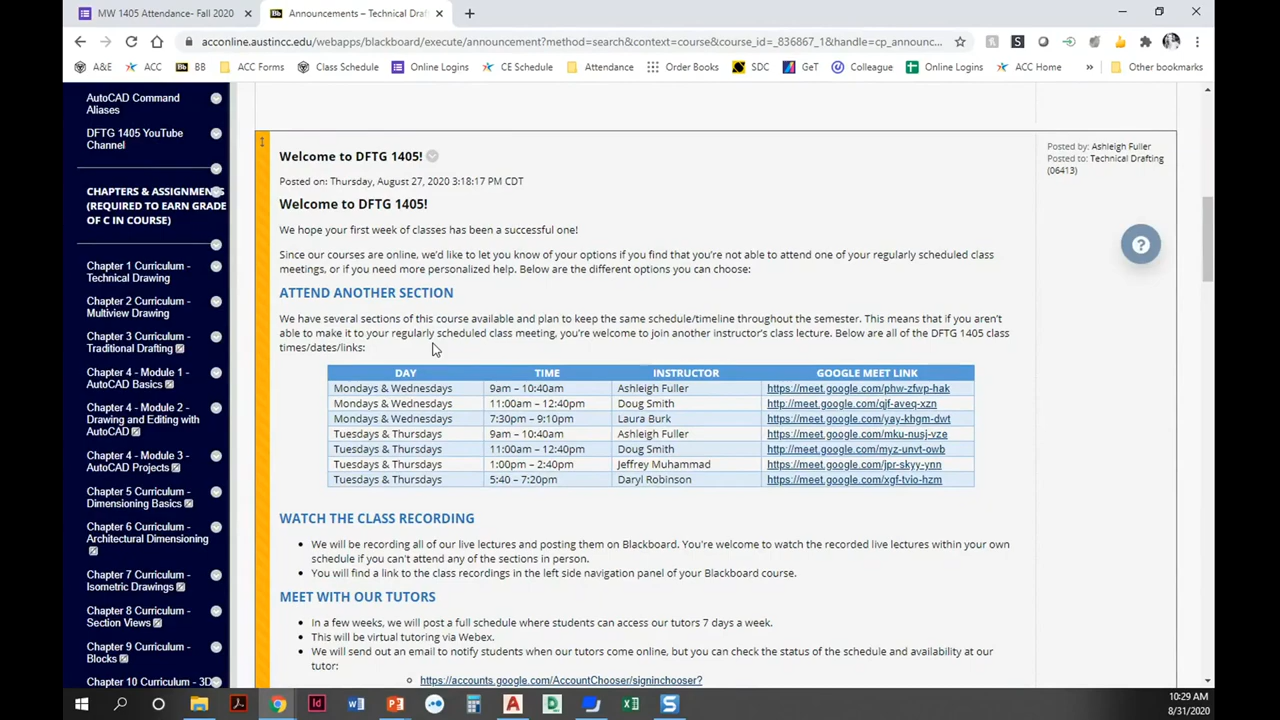 MW 1405 Attendance- Fall 2020
Announcements – Technical Draf
acconline.austincc.edu/webapps/blackboard/execute/announcement?method=search&context=course&course_id=_836867_1&handle=cp_announc...
A&E
ACC
BB
ACC Forms
Class Schedule
Online Logins
CE Schedule
Attendance
Order Books
SDC
GeT
Colleague
Online Logins
ACC Home
»
Other bookmarks
AutoCAD Command
Aliases
DFTG 1405 YouTube
Channel
CHAPTERS & ASSIGNMENTS
(REQUIRED TO EARN GRADE
OF C IN COURSE)
Chapter 1 Curriculum -
Technical Drawing
Chapter 2 Curriculum -
Multiview Drawing
Chapter 3 Curriculum -
Traditional Drafting
Chapter 4 - Module 1 -
AutoCAD Basics
Chapter 4 - Module 2 -
Drawing and Editing with
AutoCAD
Chapter 4 - Module 3 -
AutoCAD Projects
Chapter 5 Curriculum -
Dimensioning Basics
Chapter 6 Curriculum -
Architectural Dimensioning
Chapter 7 Curriculum -
Isometric Drawings
Chapter 8 Curriculum -
Section Views
Chapter 9 Curriculum -
Blocks
Chapter 10 Curriculum - 3D
Welcome to DFTG 1405!
Posted on: Thursday, August 27, 2020 3:18:17 PM CDT
Welcome to DFTG 1405!
We hope your first week of classes has been a successful one!
Since our courses are online, we'd like to let you know of your options if you find that you're not able to attend one of your regularly scheduled class
meetings, or if you need more personalized help. Below are the different options you can choose:
ATTEND ANOTHER SECTION
We have several sections of this course available and plan to keep the same schedule/timeline throughout the semester. This means that if you aren't
able to make it to your regularly scheduled class meeting, you're welcome to join another instructor's class lecture. Below are all of the DFTG 1405 class
times/dates/links:
DAY TIME INSTRUCTOR GOOGLE MEET LINK
Mondays & Wednesdays 9am – 10:40am Ashleigh Fuller https://meet.google.com/phw-zfwp-hak
Mondays & Wednesdays 11:00am – 12:40pm Doug Smith http://meet.google.com/qjf-aveq-xzn
Mondays & Wednesdays 7:30pm – 9:10pm Laura Burk https://meet.google.com/yay-khgm-dwt
Tuesdays & Thursdays 9am – 10:40am Ashleigh Fuller https://meet.google.com/mku-nusj-vze
Tuesdays & Thursdays 11:00am – 12:40pm Doug Smith http://meet.google.com/myz-unvt-owb
Tuesdays & Thursdays 1:00pm – 2:40pm Jeffrey Muhammad https://meet.google.com/jpr-skyy-ynn
Tuesdays & Thursdays 5:40 – 7:20pm Daryl Robinson https://meet.google.com/xgf-tvio-hzm
WATCH THE CLASS RECORDING
• We will be recording all of our live lectures and posting them on Blackboard. You're welcome to watch the recorded live lectures within your own
schedule if you can't attend any of the sections in person.
• You will find a link to the class recordings in the left side navigation panel of your Blackboard course.
MEET WITH OUR TUTORS
• In a few weeks, we will post a full schedule where students can access our tutors 7 days a week.
• This will be virtual tutoring via Webex.
• We will send out an email to notify students when our tutors come online, but you can check the status of the schedule and availability at our
tutor:
https://accounts.google.com/AccountChooser/signinchooser?
Posted by: Ashleigh Fuller
Posted to: Technical Drafting
(06413)
10:29 AM
8/31/2020